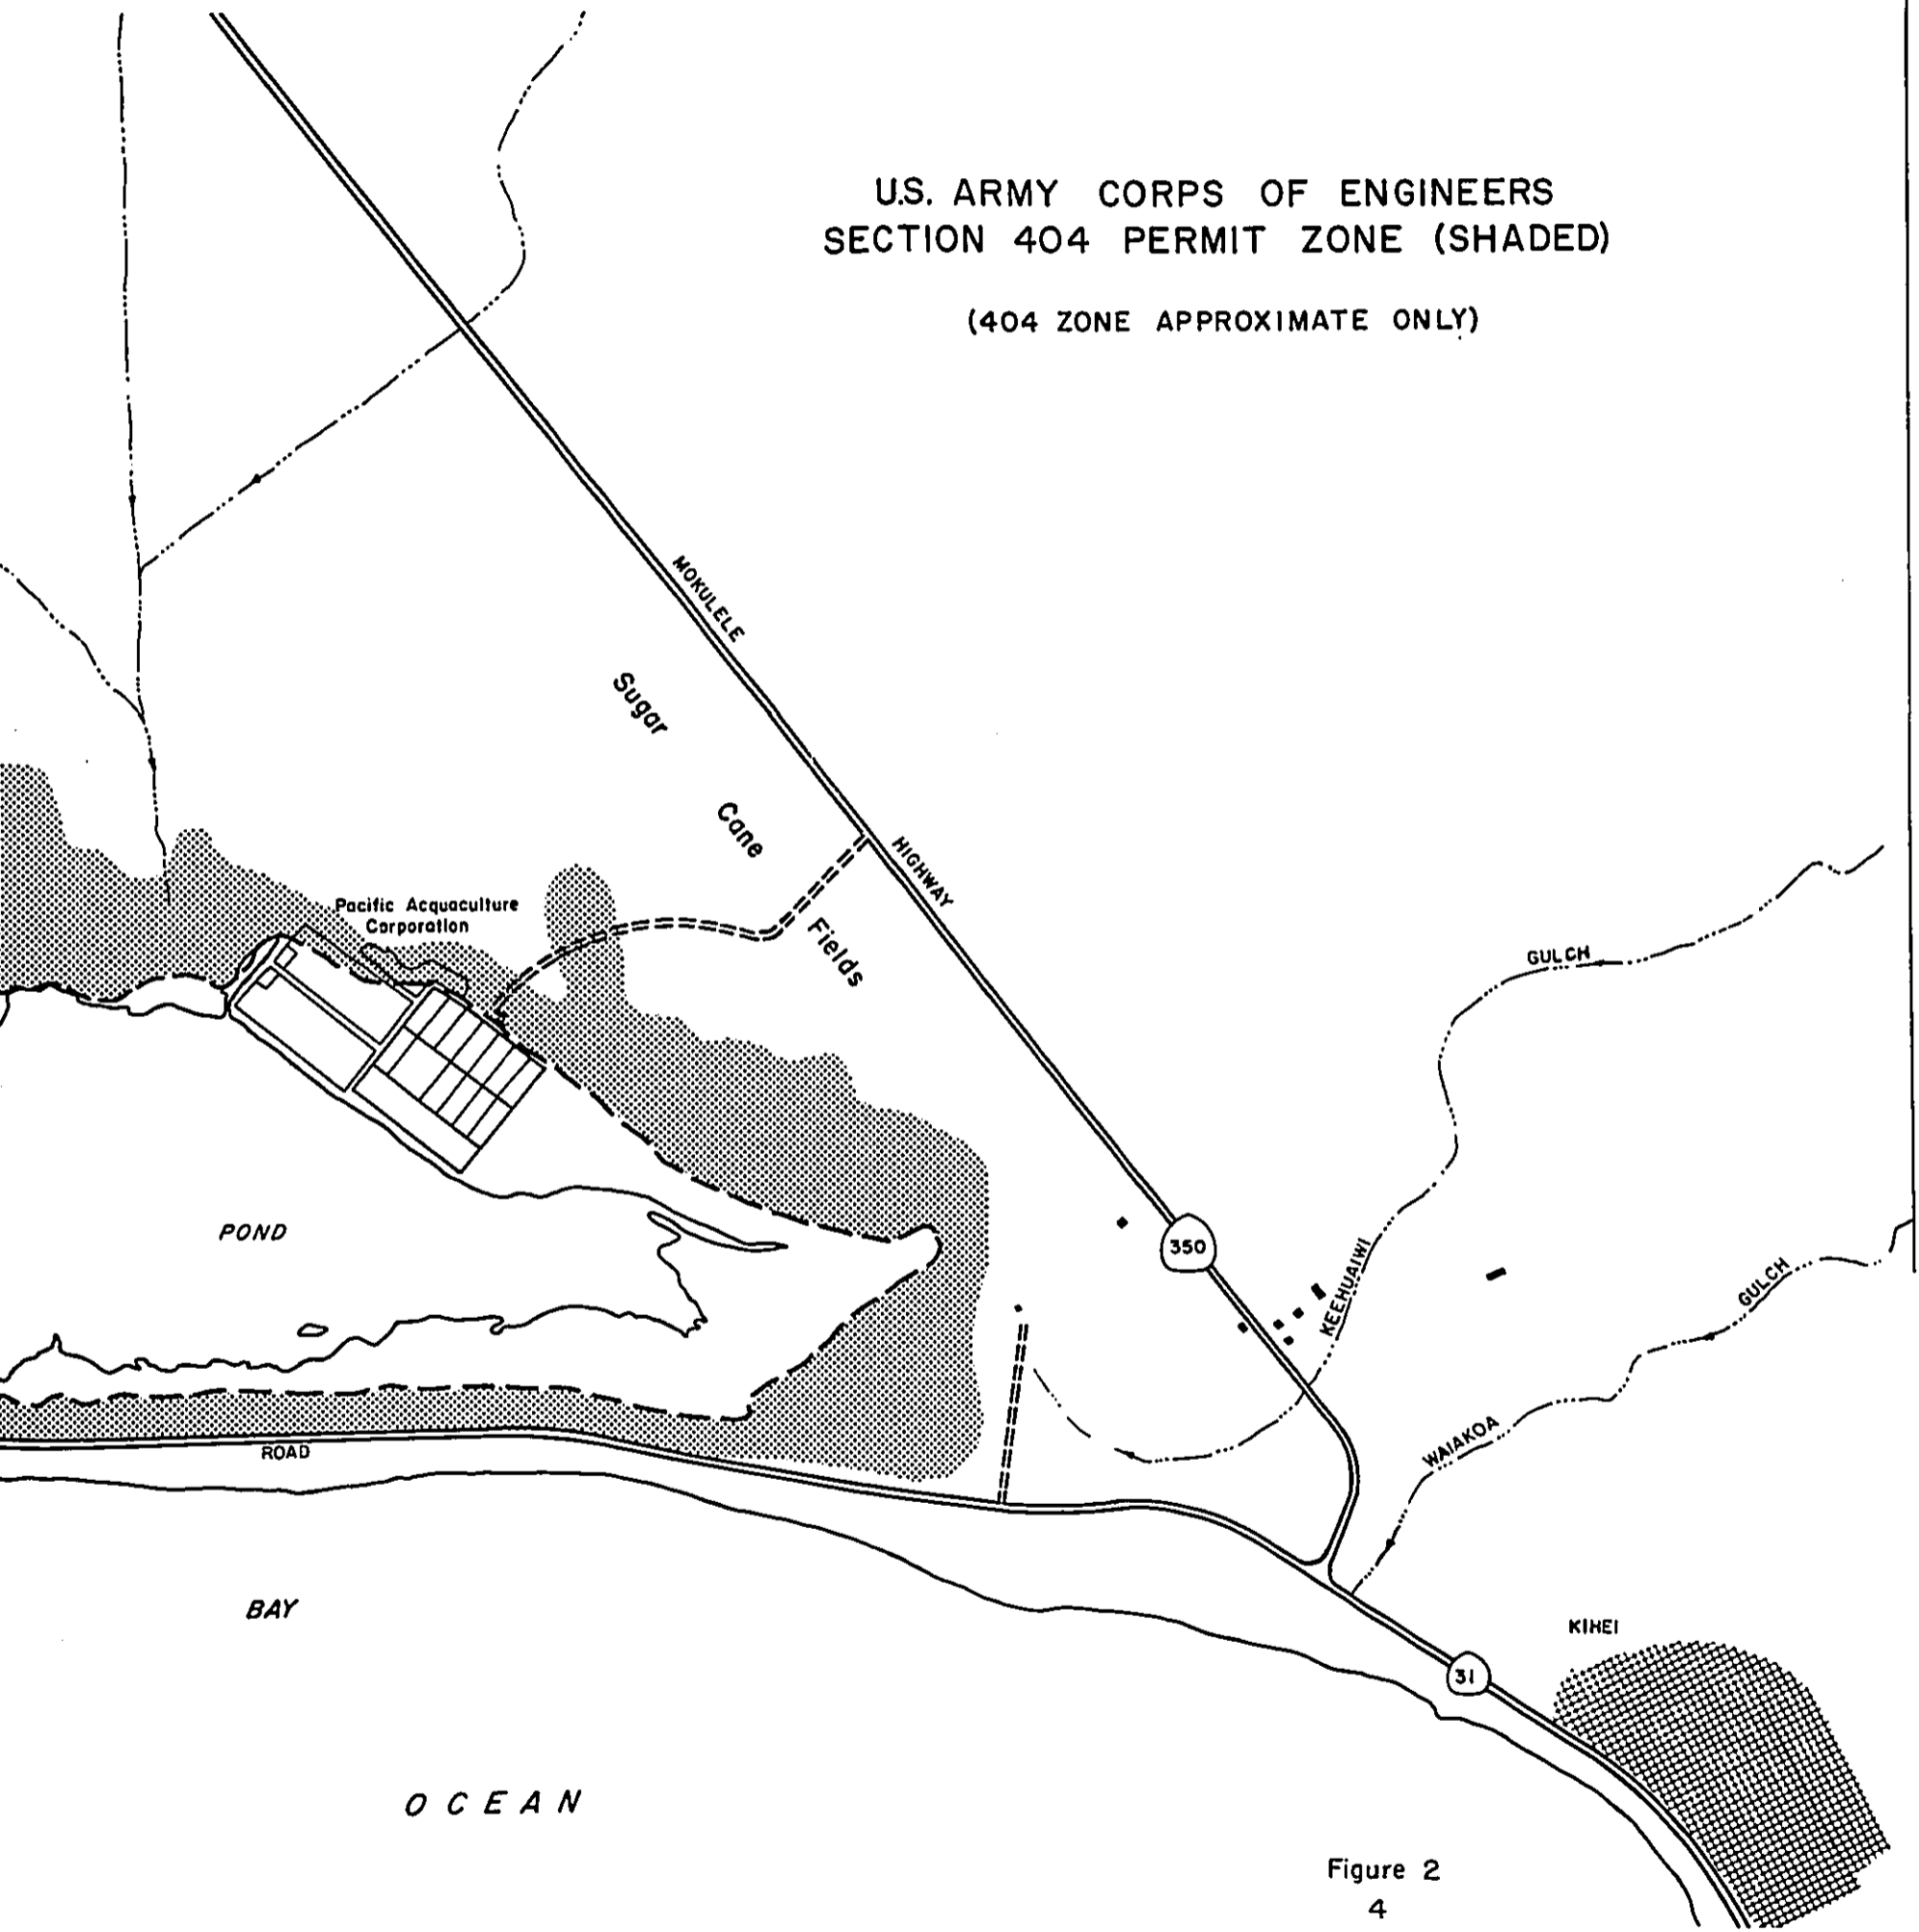 U.S. ARMY CORPS OF ENGINEERS
SECTION 404 PERMIT ZONE (SHADED)
(404 ZONE APPROXIMATE ONLY)
MOKULELE
HIGHWAY
Sugar
Cane
Fields
Pacific Acquaculture
Corporation
GULCH
POND
350
KEEHUAIWI
GULCH
WAIAKOA
ROAD
BAY
KIHEI
31
OCEAN
Figure 2
4